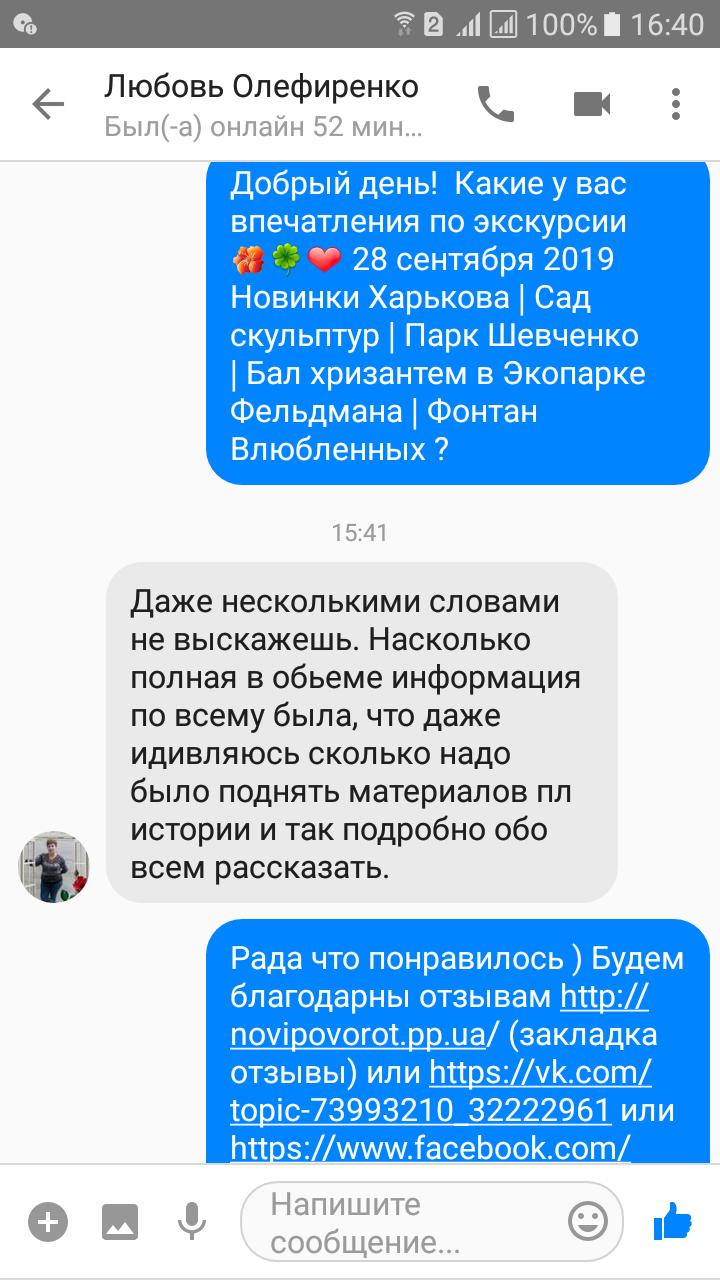 2 100% 16:40
Любовь Олефиренко
Был(-а) онлайн 52 мин...
Добрый день! Какие у вас
впечатления по экскурсии
🌺🍀❤️ 28 сентября 2019
Новинки Харькова | Сад
скульптур | Парк Шевченко
| Бал хризантем в Экопарке
Фельдмана | Фонтан
Влюбленных ?
15:41
Даже несколькими словами
не выскажешь. Насколько
полная в обьеме информация
по всему была, что даже
идивляюсь сколько надо
было поднять материалов пл
истории и так подробно обо
всем рассказать.
Рада что понравилось ) Будем
благодарны отзывам http://
novipovorot.pp.ua/ (закладка
отзывы) или https://vk.com/
topic-73993210_32222961 или
https://www.facebook.com/
Напишите
сообщение...